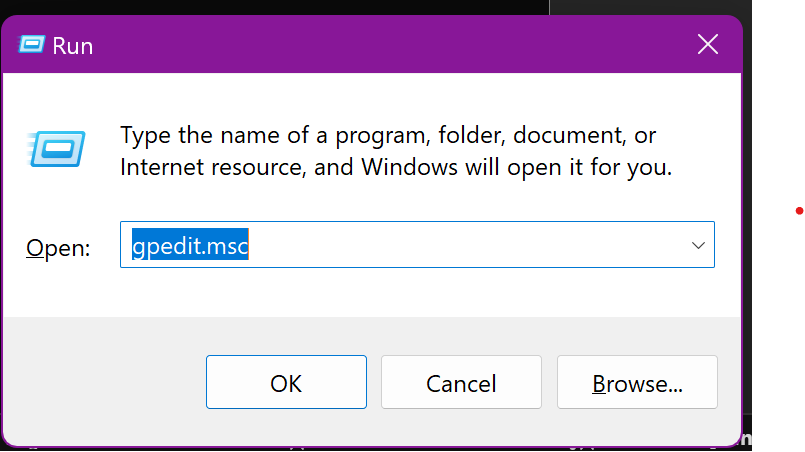 Run
Type the name of a program, folder, document, or
Internet resource, and Windows will open it for you.
Open:
gpedit.msc
OK
Cancel
Browse...